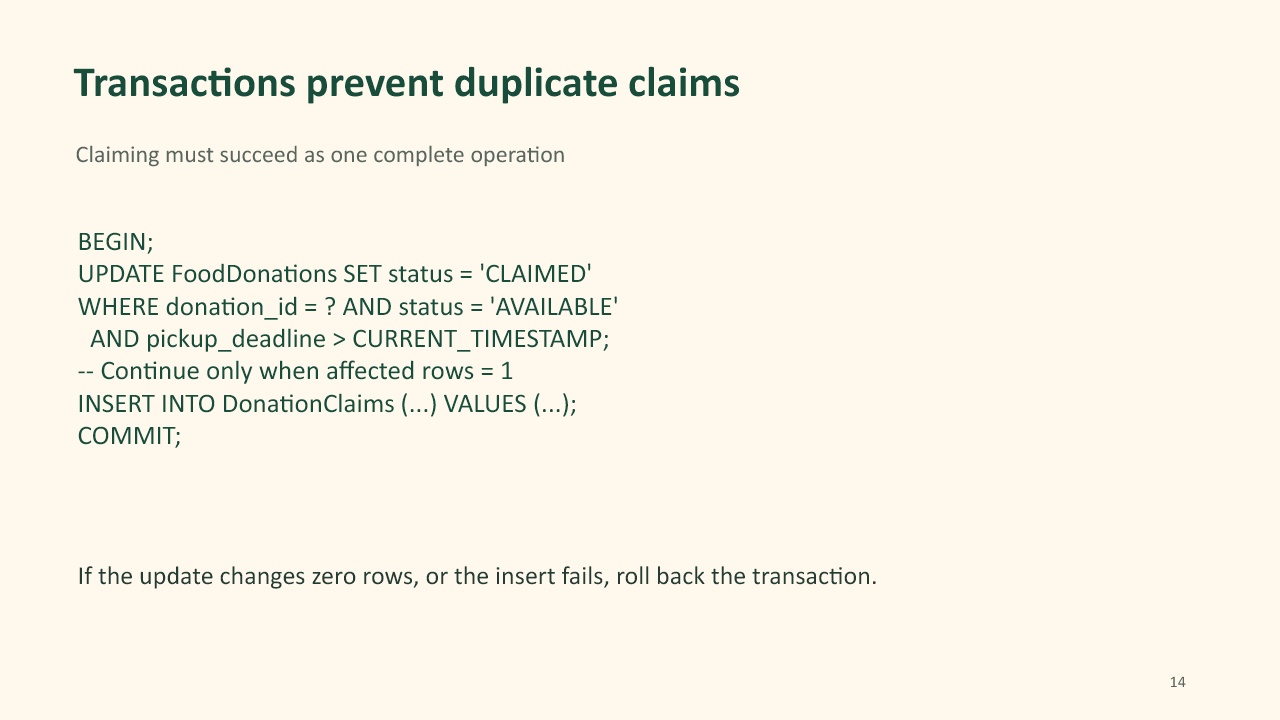 Transactions prevent duplicate claims
Claiming must succeed as one complete operation
BEGIN;
UPDATE FoodDonations SET status = 'CLAIMED'
WHERE donation_id = ? AND status = 'AVAILABLE'
  AND pickup_deadline > CURRENT_TIMESTAMP;
-- Continue only when affected rows = 1
INSERT INTO DonationClaims (...) VALUES (...);
COMMIT;
If the update changes zero rows, or the insert fails, roll back the transaction.
14